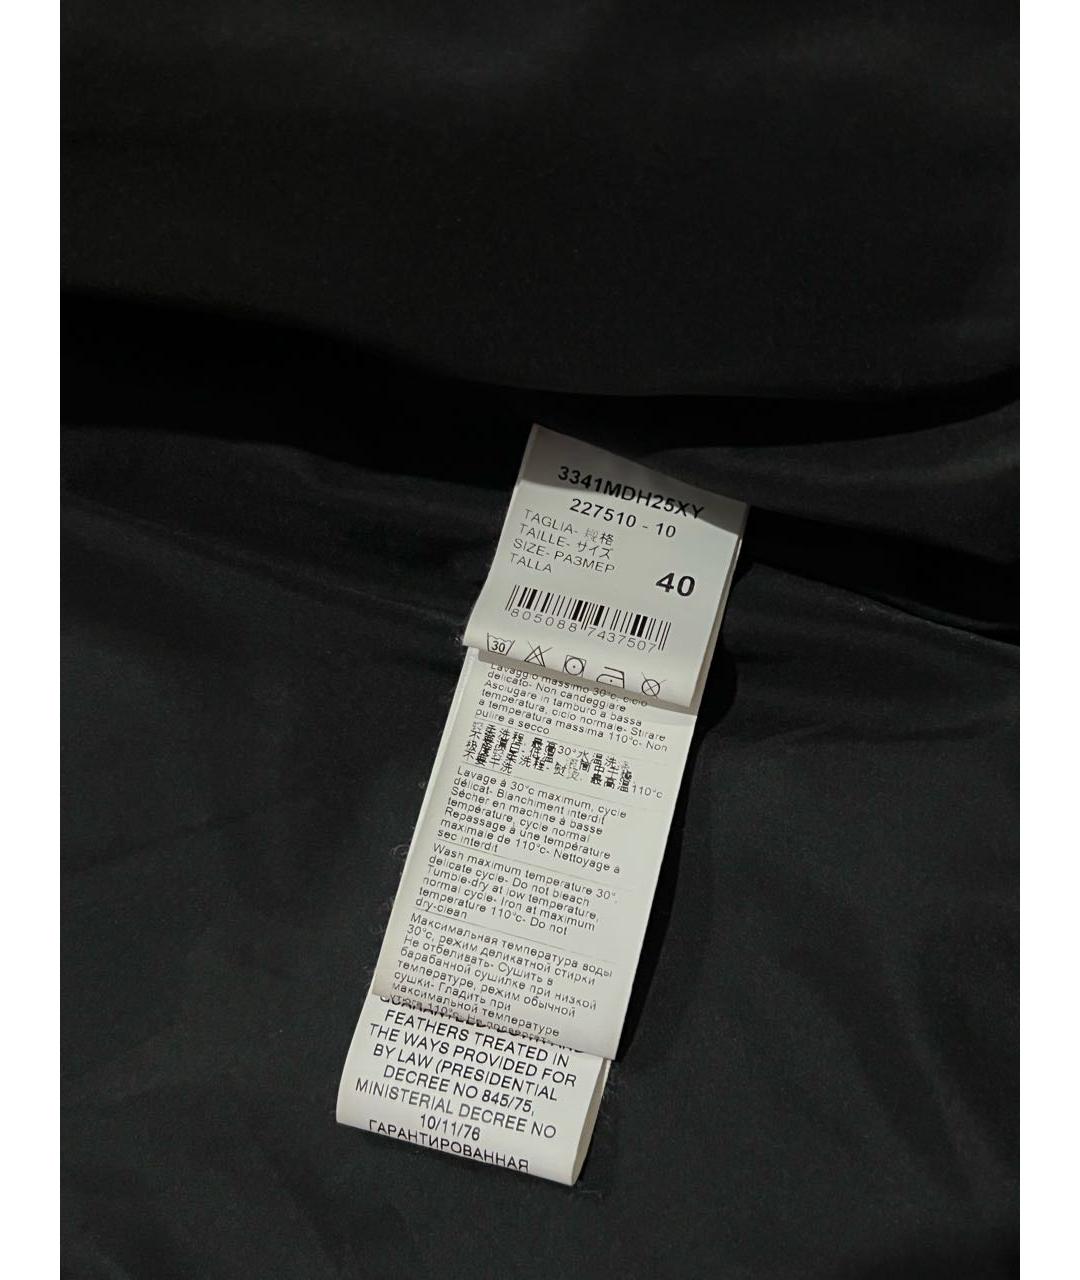 3341MDH25XY
227510 - 10
TAGLIA- 规格
TAILLE- サイズ
SIZE- РАЗМЕР
TALLA
40
805088 743750
30
Lavaggio massimo 30°c, ciclo
delicato- Non candeggiare
Asciugare in tamburo a bassa
temperatura, ciclo normale- Stirare
a temperatura massima 110°c- Non
pulire a secco
30°
110°c
Lavage à 30°c maximum, cycle
délicat- Blanchiment interdit
Sécher en machine à basse
température, cycle normal
Repassage à une température
maximale de 110°c- Nettoyage a
sec interdit
Wash maximum temperature 30°,
delicate cycle- Do not bleach
Tumble-dry at low temperature,
normal cycle- Iron at maximum
temperature 110°c- Do not
dry-clean
Максимальная температура воды
30°c, режим деликатной стирки
Не отбеливать- Сушить в
барабанной сушилке при низкой
температуре, режим обычной
сушки- Гладить при
максимальной температуре
FEATHERS TREATED IN
THE WAYS PROVIDED FOR
BY LAW (PRESIDENTIAL
DECREE NO 845/75,
MINISTERIAL DECREE NO
10/11/76
ГАРАНТИРОВАННАЯ